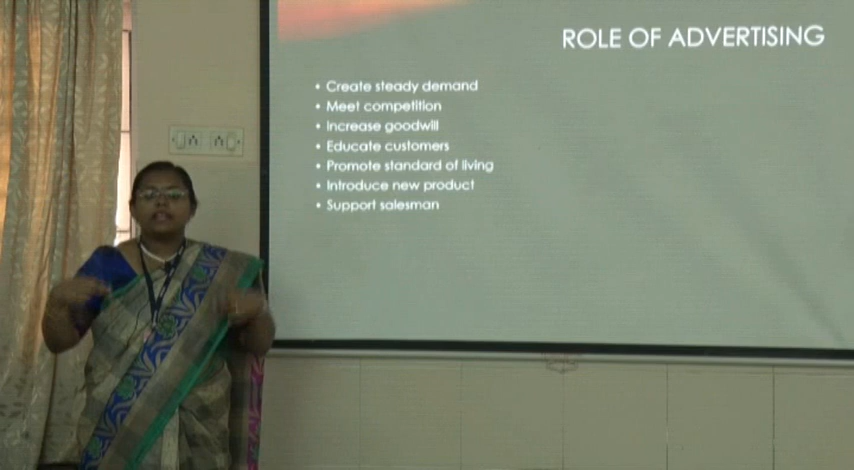 ROLE OF ADVERTISING
• Create steady demand
• Meet competition
• Increase goodwill
• Educate customers
• Promote standard of living
• Introduce new product
• Support salesman